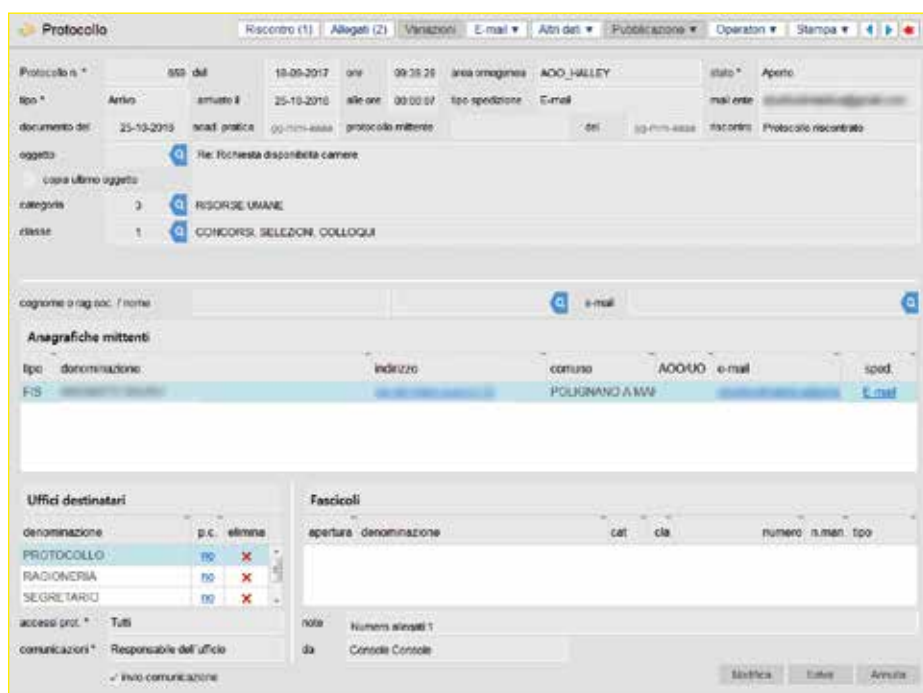 Protocollo Riscontro (1) Allegati (2) Variazioni E-mail Altri dati Pubblicazione Operatori Stampa
Protocollo n. * 659 del 18-09-2017 ore 09:39:28 area omogenea AOO_HALLEY stato * Aperto
tipo * Arrivo arrivato il 25-10-2016 alle ore 00:00:07 tipo spedizione E-mail mail ente
documento del 25-10-2016 scad. pratica gg-mm-aaaa protocollo mittente del gg-mm-aaaa riscontro Protocollo riscontrato
oggetto Re: Richiesta disponibilità camere
copia ultimo oggetto
categoria 3 RISORSE UMANE
classe 1 CONCORSI, SELEZIONI, COLLOQUI
cognome o rag.soc. / nome e-mail
Anagrafiche mittenti
tipo denominazione indirizzo comune AOO/UO e-mail sped.
FIS POLIGNANO A MAR E-mail
Uffici destinatari
denominazione p.c. elimina
PROTOCOLLO no
RAGIONERIA no
SEGRETARIO no
Fascicoli
apertura denominazione cat cla numero n.man tipo
accessi prot. * Tutti note Numero allegati 1
comunicazioni * Responsabile dell'ufficio da Console Console
✓ invio comunicazione Modifica Annulla